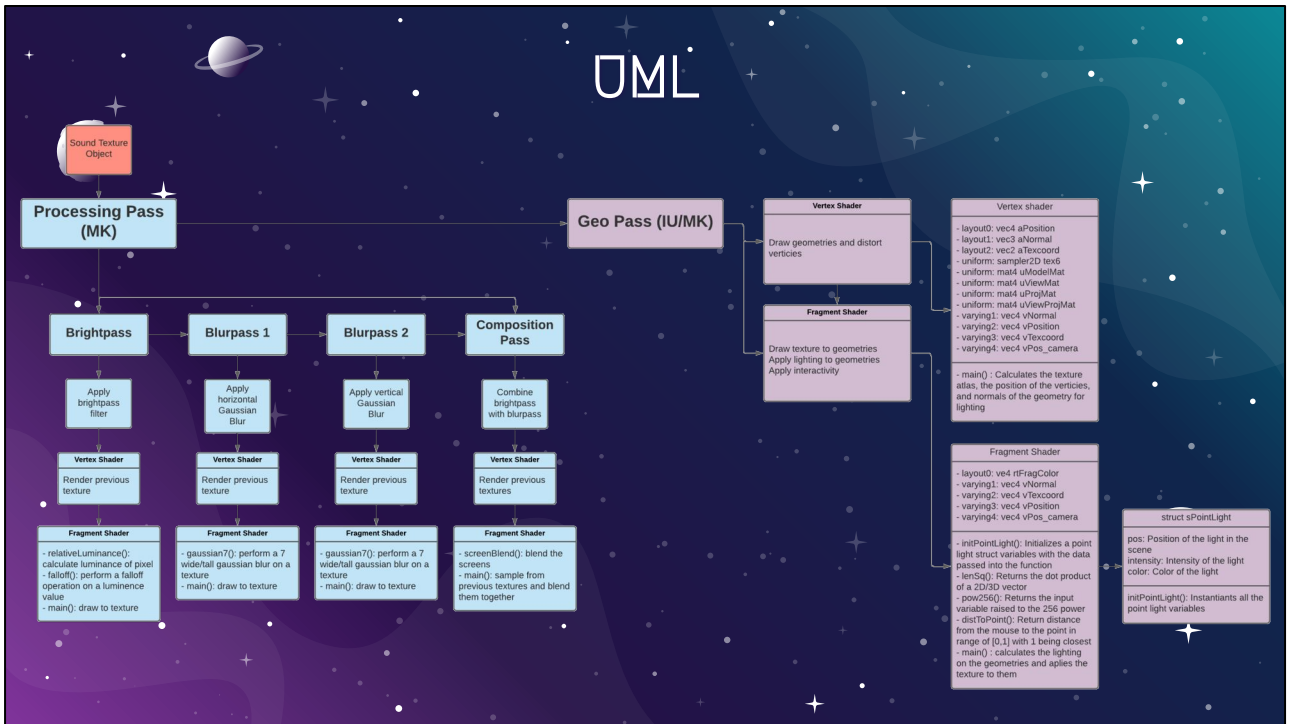 UML
Sound Texture
Object
Processing Pass
(MK)
Geo Pass (IU/MK)
Brightpass
Blurpass 1
Blurpass 2
Composition
Pass
Apply
brightpass
filter
Apply
horizontal
Gaussian
Blur
Apply vertical
Gaussian
Blur
Combine
brightpass
with blurpass
Vertex Shader
Render previous
texture
Vertex Shader
Render previous
texture
Vertex Shader
Render previous
texture
Vertex Shader
Render previous
textures
Fragment Shader
- relativeLuminance():
calculate luminance of pixel
- falloff(): perform a falloff
operation on a luminence
value
- main(): draw to texture
Fragment Shader
- gaussian7(): perform a 7
wide/tall gaussian blur on a
texture
- main(): draw to texture
Fragment Shader
- gaussian7(): perform a 7
wide/tall gaussian blur on a
texture
- main(): draw to texture
Fragment Shader
- screenBlend(): blend the
screens
- main(): sample from
previous textures and blend
them together
Vertex Shader
Draw geometries and distort
verticies
Fragment Shader
Draw texture to geometries
Apply lighting to geometries
Apply interactivity
Vertex shader
- layout0: vec4 aPosition
- layout1: vec3 aNormal
- layout2: vec2 aTexcoord
- uniform: sampler2D tex6
- uniform: mat4 uModelMat
- uniform: mat4 uViewMat
- uniform: mat4 uProjMat
- uniform: mat4 uViewProjMat
- varying1: vec4 vNormal
- varying2: vec4 vPosition
- varying3: vec4 vTexcoord
- varying4: vec4 vPos_camera
- main() : Calculates the texture
atlas, the position of the verticies,
and normals of the geometry for
lighting
Fragment Shader
- layout0: ve4 rtFragColor
- varying1: vec4 vNormal
- varying2: vec4 vTexcoord
- varying3: vec4 vPosition
- varying4: vec4 vPos_camera
- initPointLight(): Initializes a point
light struct variables with the data
passed into the function
- lenSq(): Returns the dot product
of a 2D/3D vector
- pow256(): Returns the input
variable raised to the 256 power
- distToPoint(): Return distance
from the mouse to the point in
range of [0,1] with 1 being closest
- main() : calculates the lighting
on the geometries and aplies the
texture to them
struct sPointLight
pos: Position of the light in the
scene
intensity: Intensity of the light
color: Color of the light
initPointLight(): Instantiants all the
point light variables